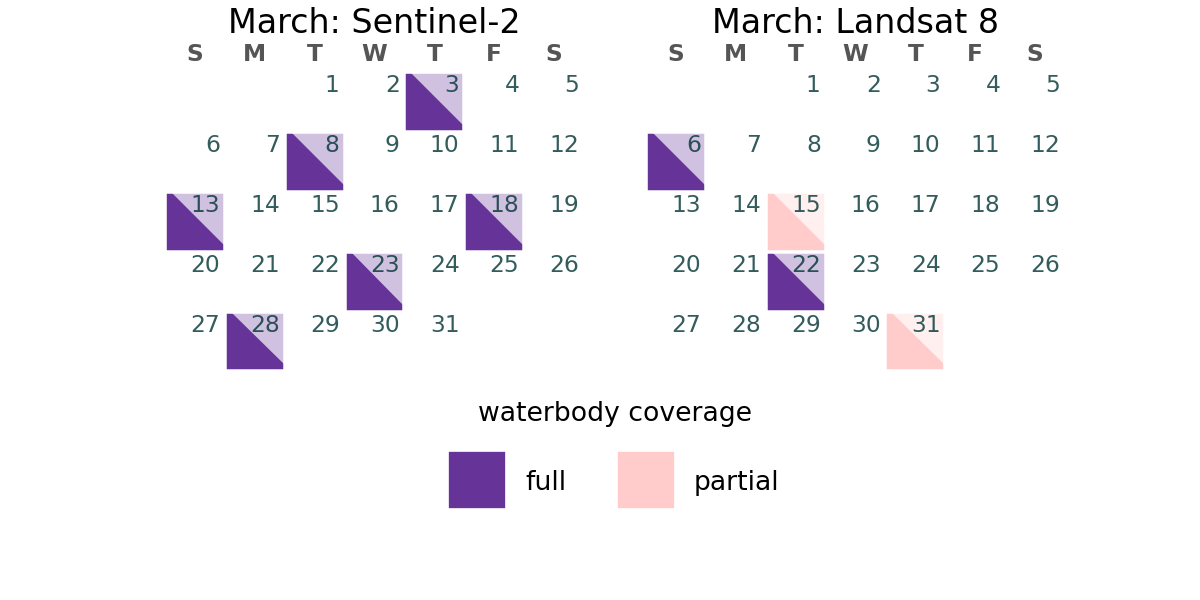 March: Sentinel-2
S M T W T F S
1 2 3 4 5
6 7 8 9 10 11 12
13 14 15 16 17 18 19
20 21 22 23 24 25 26
27 28 29 30 31
March: Landsat 8
S M T W T F S
1 2 3 4 5
6 7 8 9 10 11 12
13 14 15 16 17 18 19
20 21 22 23 24 25 26
27 28 29 30 31
waterbody coverage
full partial